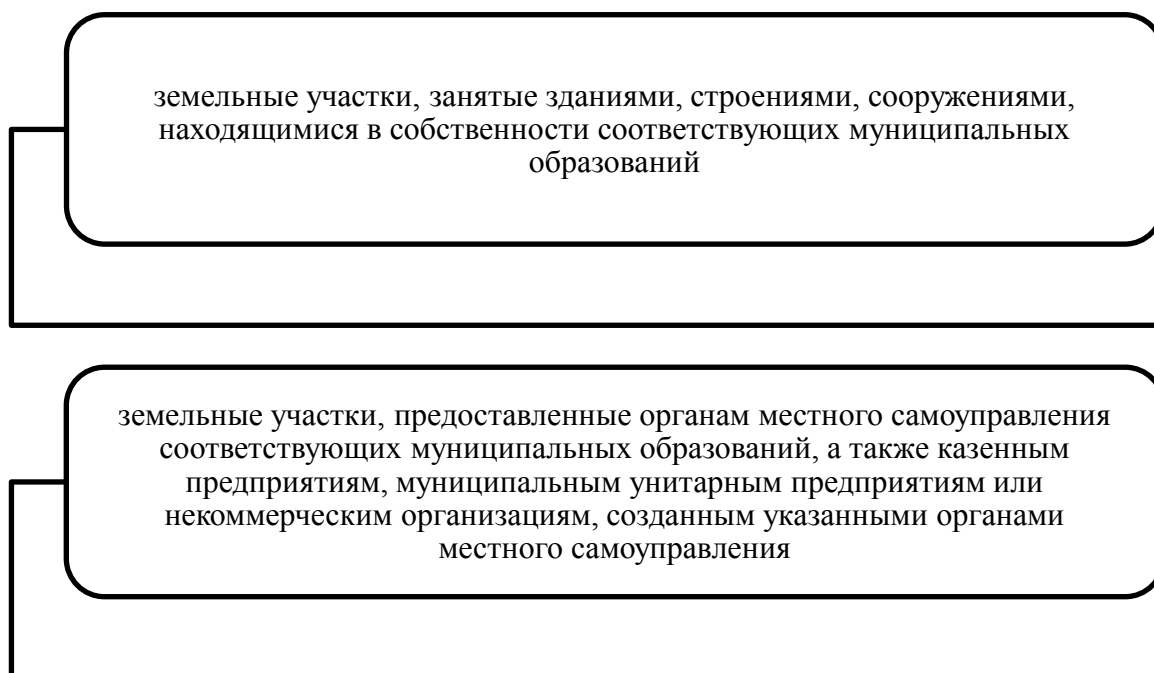 земельные участки, занятые зданиями, строениями, сооружениями,
находящимися в собственности соответствующих муниципальных
образований
земельные участки, предоставленные органам местного самоуправления
соответствующих муниципальных образований, а также казенным
предприятиям, муниципальным унитарным предприятиям или
некоммерческим организациям, созданным указанными органами
местного самоуправления